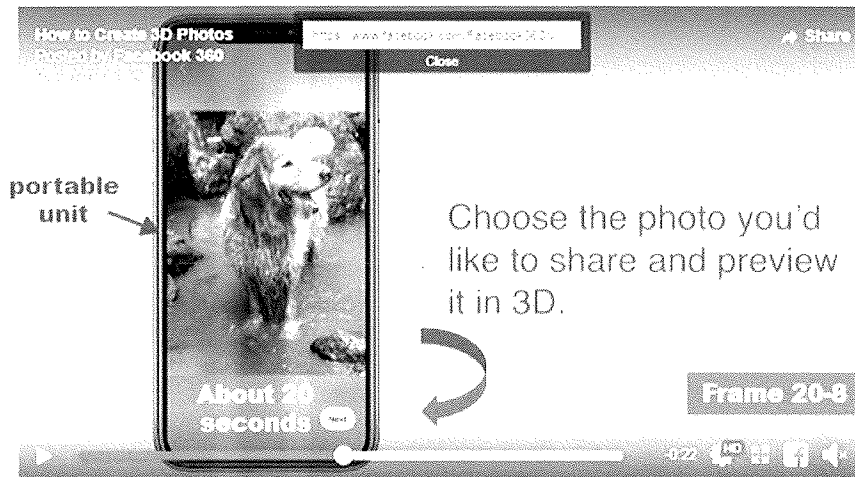 How to Create 3D Photos
Posted by Facebook 360
Close
Share
portable
unit
Choose the photo you'd
like to share and preview
it in 3D.
About 20
seconds
Next
Frame 20-8
-0:22
HD